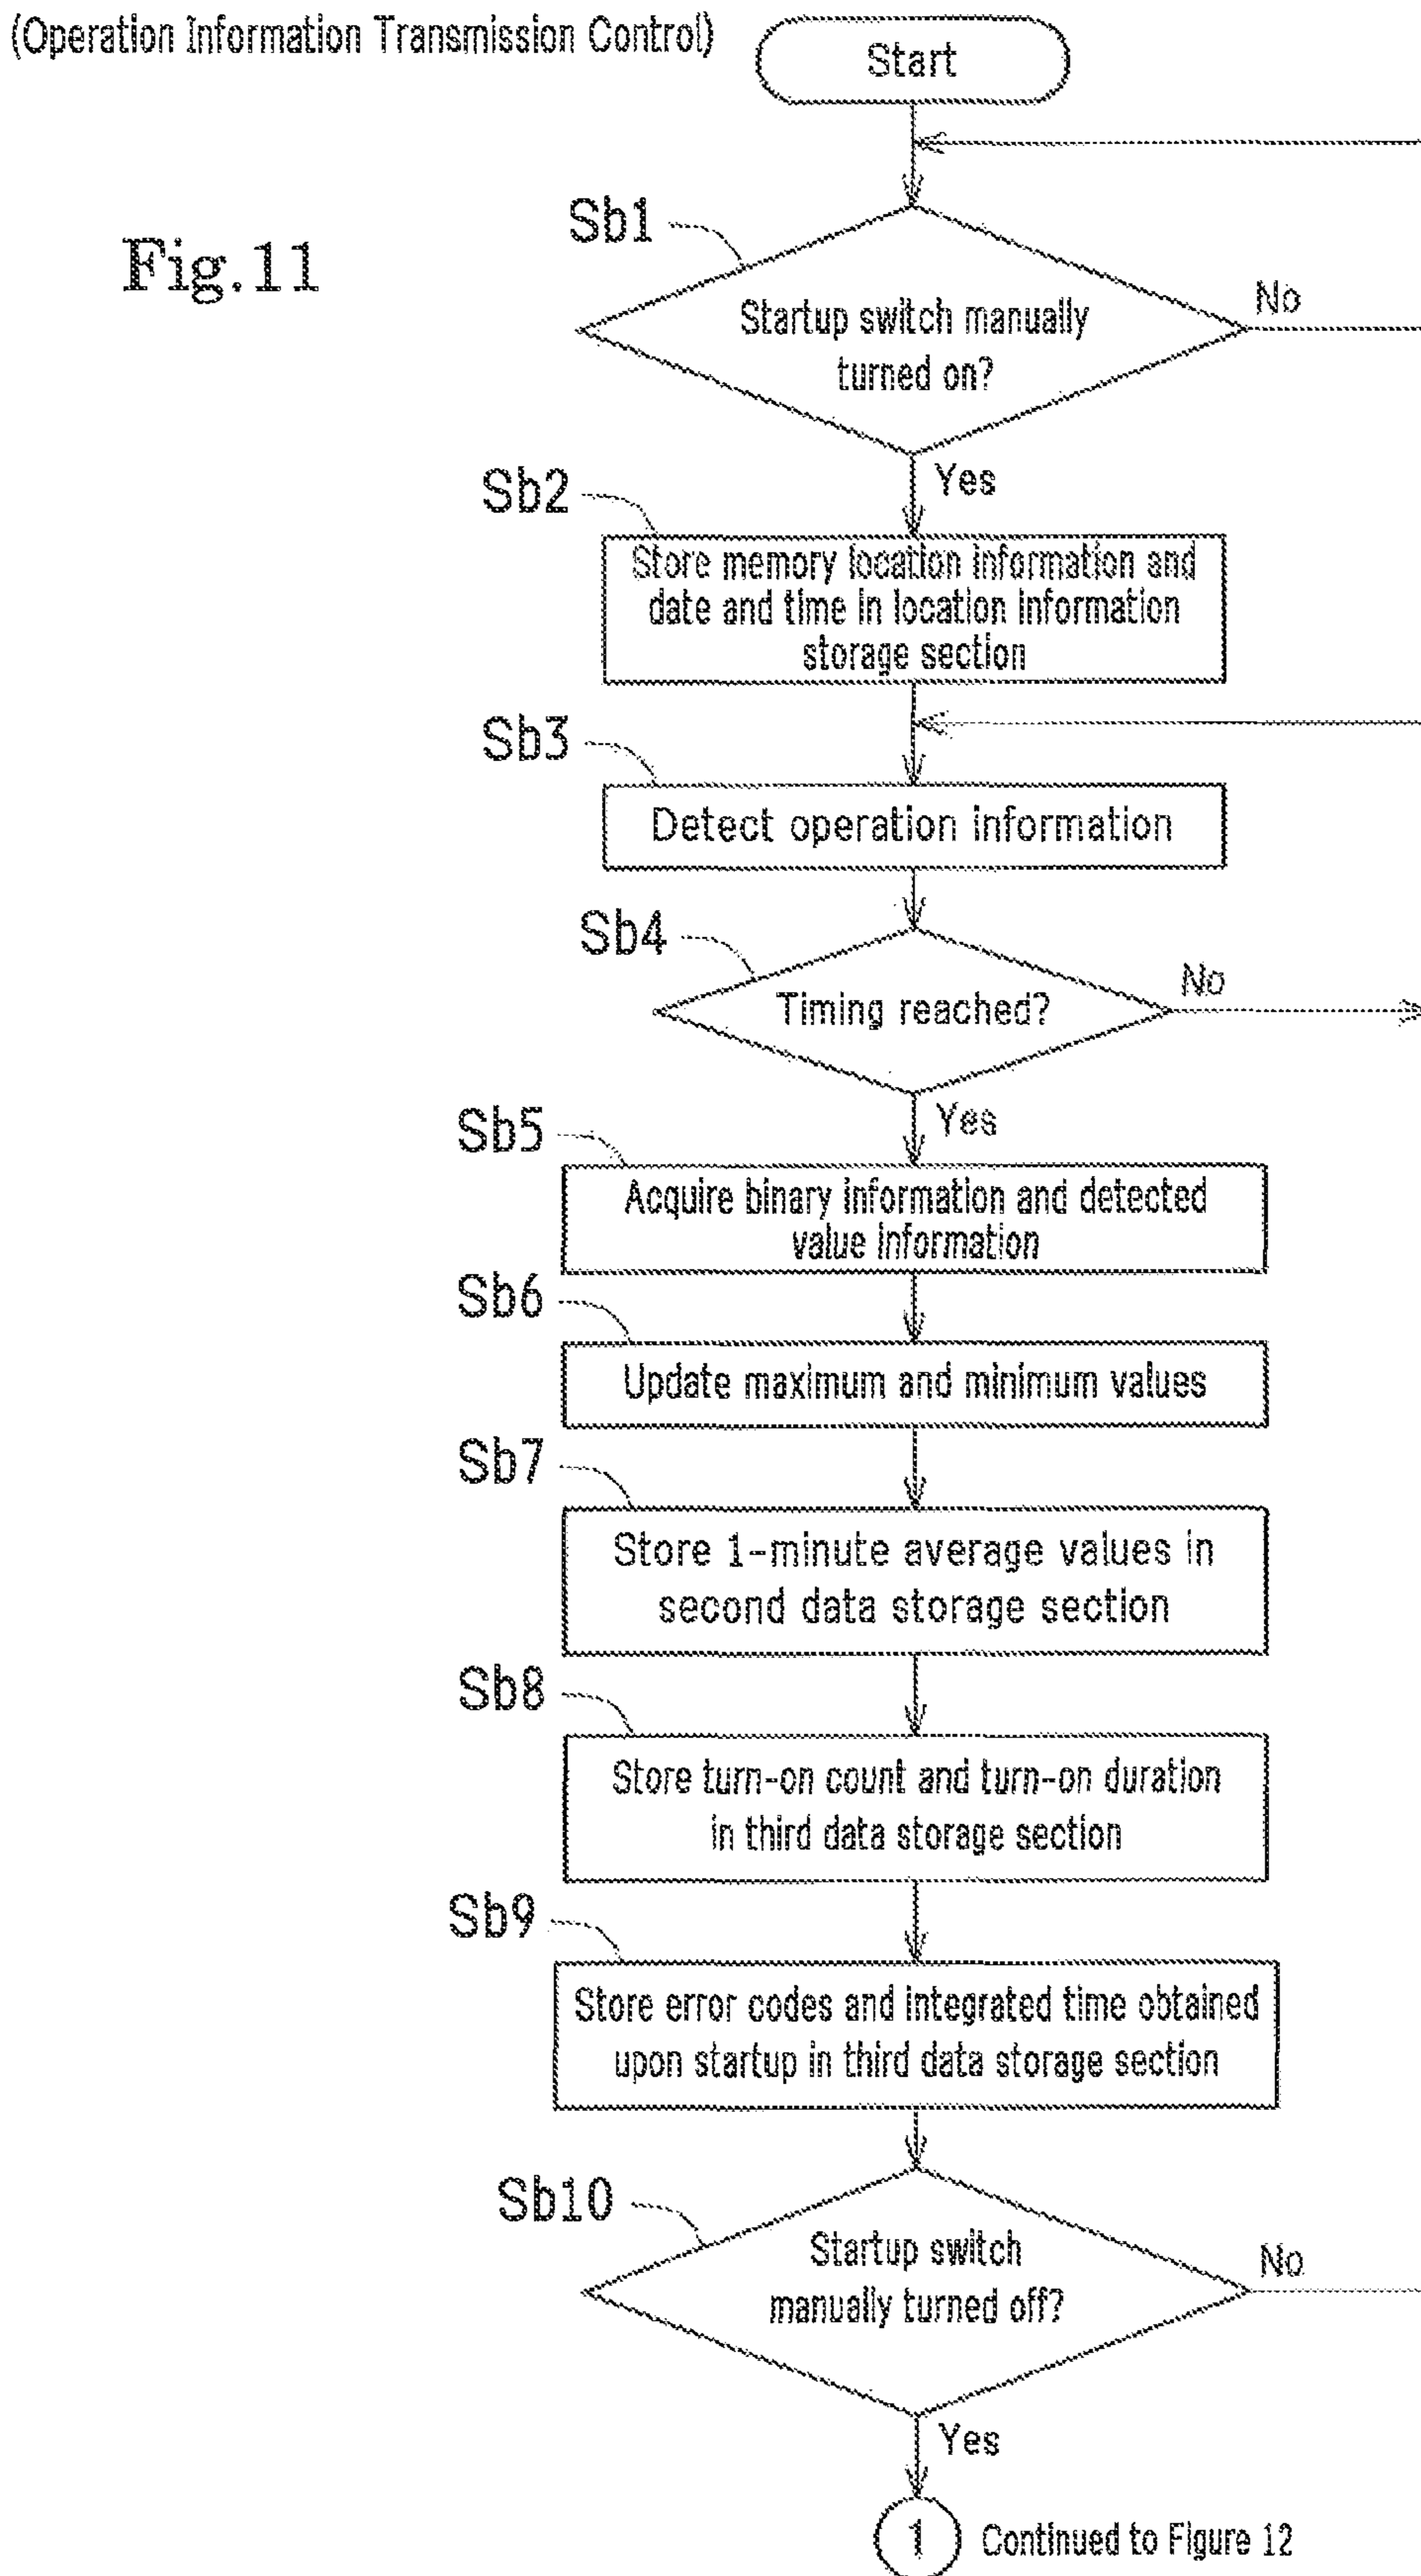 (Operation Information Transmission Control)
Start
Fig.11
Sb1
Startup switch manually
turned on?
No
Yes
Sb2
Store memory location information and
date and time in location information
storage section
Sb3
Detect operation information
Sb4
Timing reached?
No
Yes
Sb5
Acquire binary information and detected
value information
Sb6
Update maximum and minimum values
Sb7
Store 1-minute average values in
second data storage section
Sb8
Store turn-on count and turn-on duration
in third data storage section
Sb9
Store error codes and integrated time obtained
upon startup in third data storage section
Sb10
Startup switch
manually turned off?
No
Yes
1 Continued to Figure 12